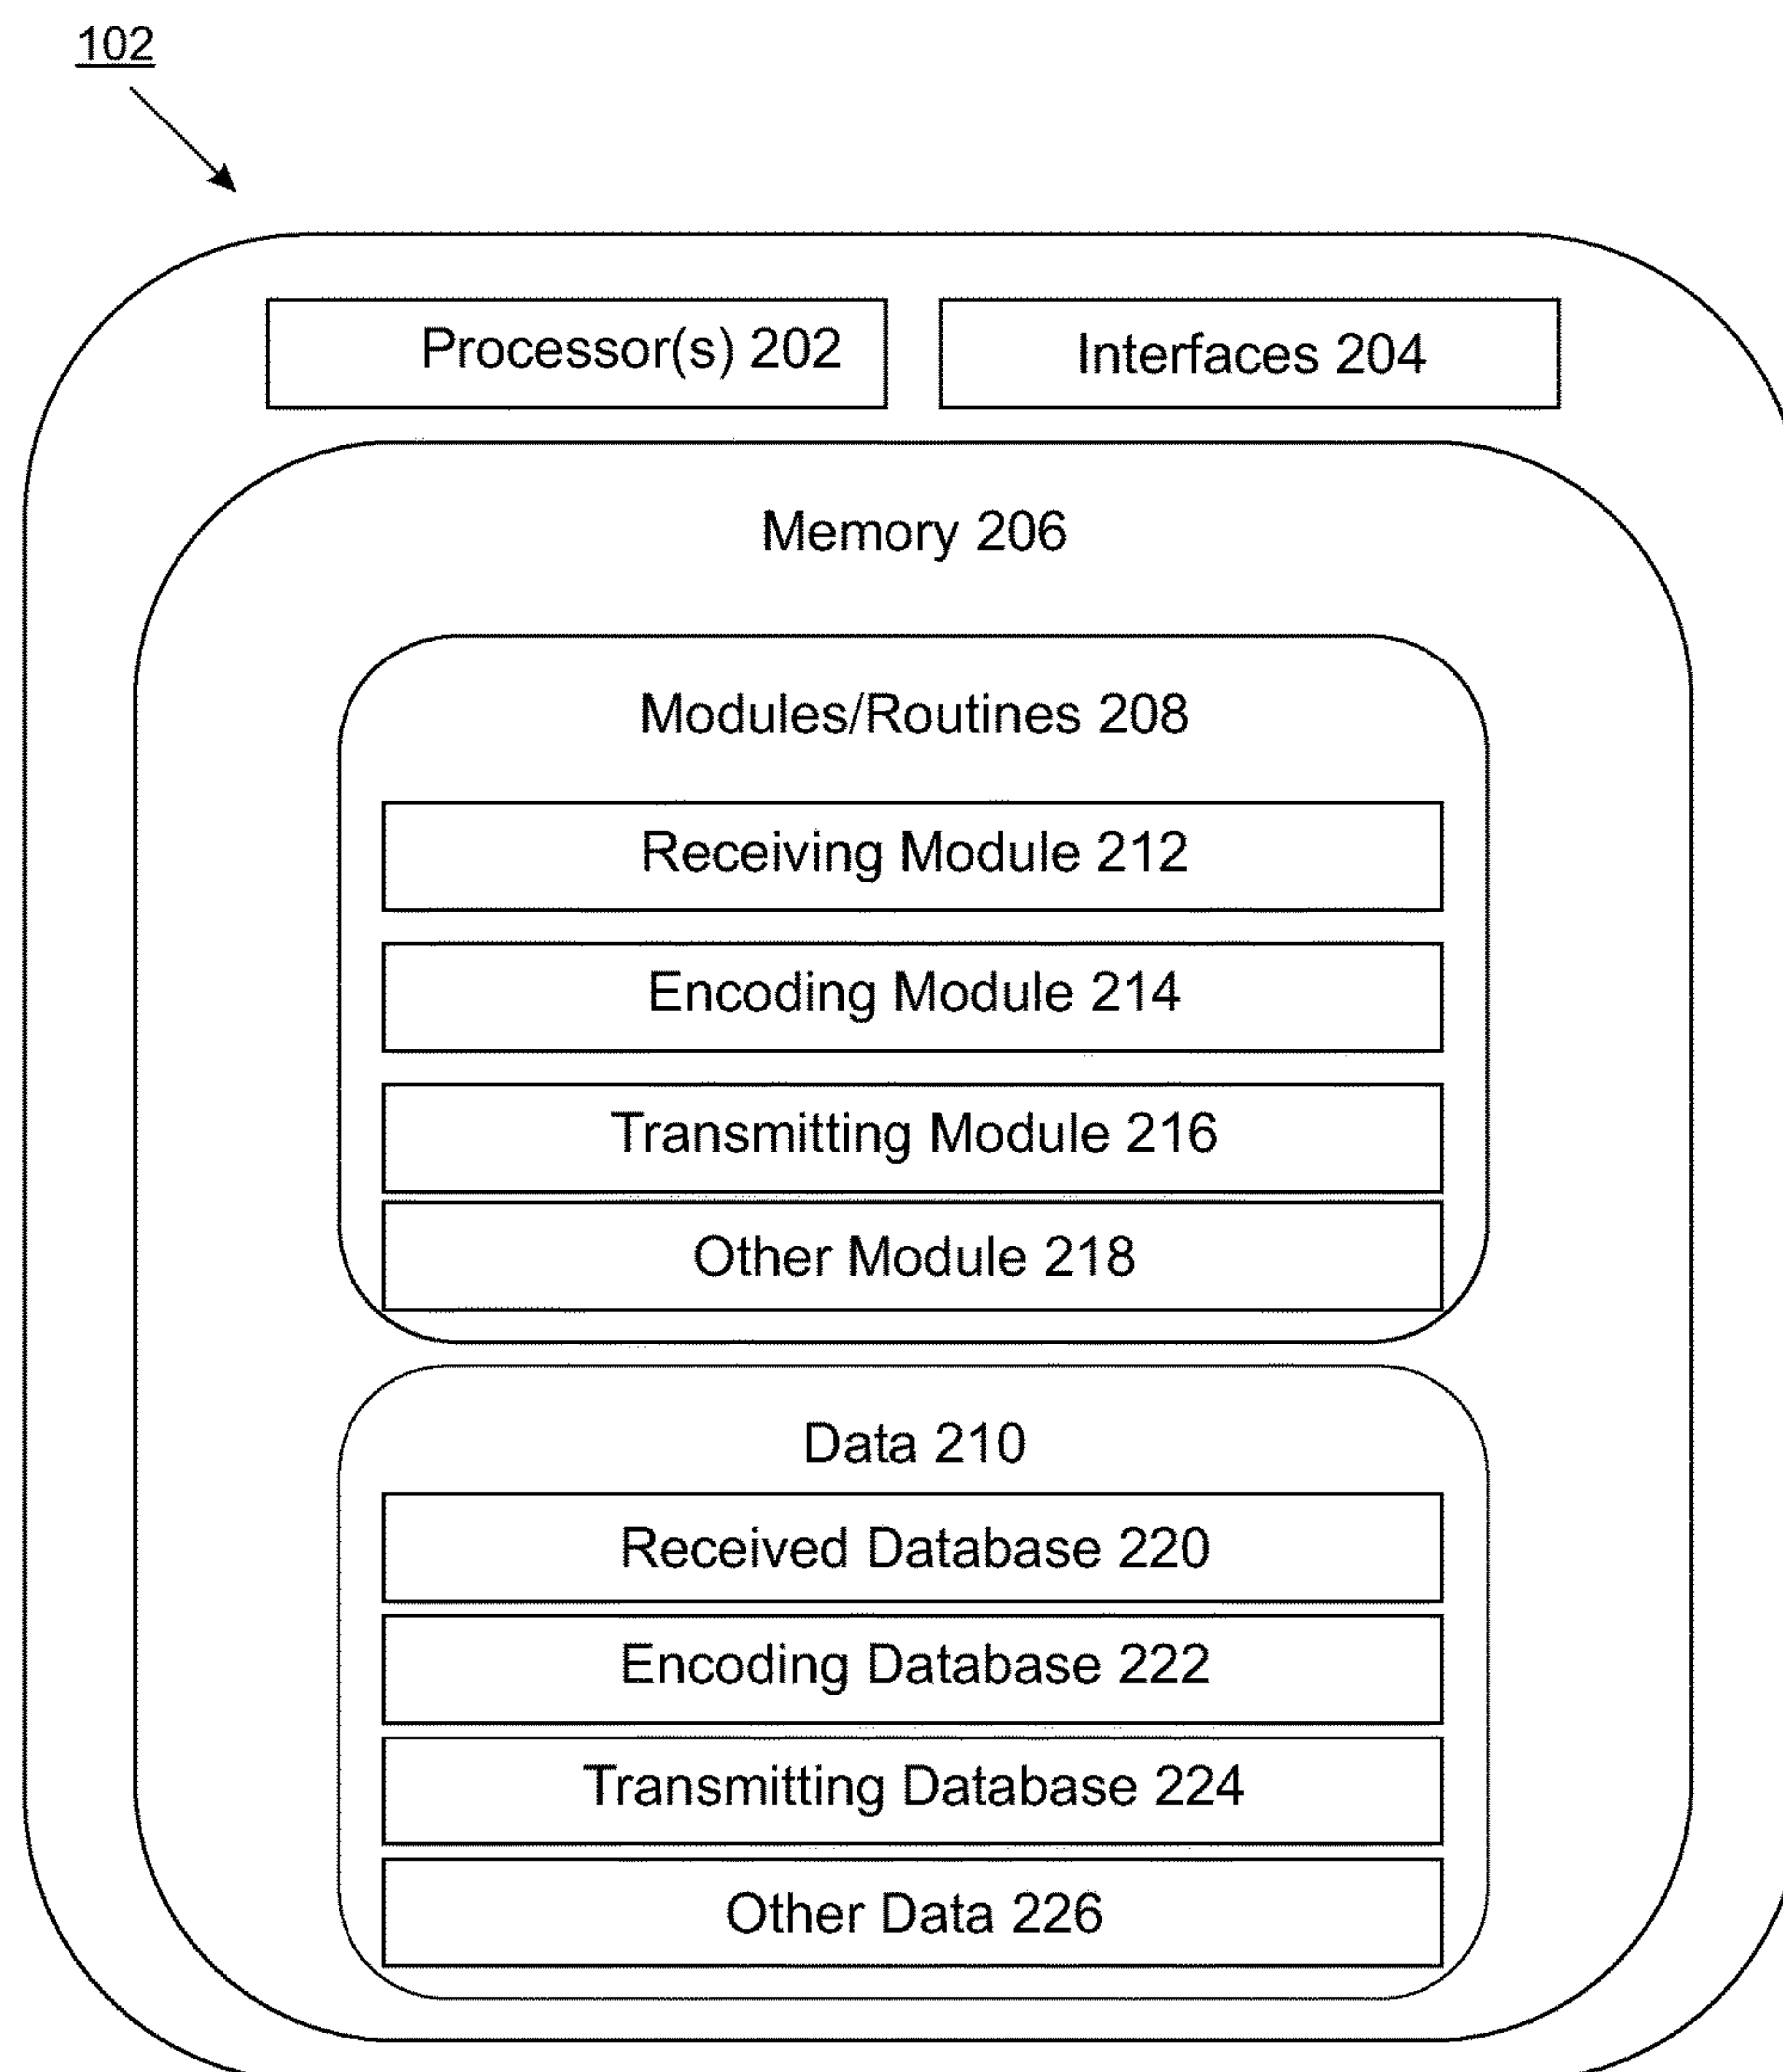 102
Processor(s) 202
Interfaces 204
Memory 206
Modules/Routines 208
Receiving Module 212
Encoding Module 214
Transmitting Module 216
Other Module 218
Data 210
Received Database 220
Encoding Database 222
Transmitting Database 224
Other Data 226